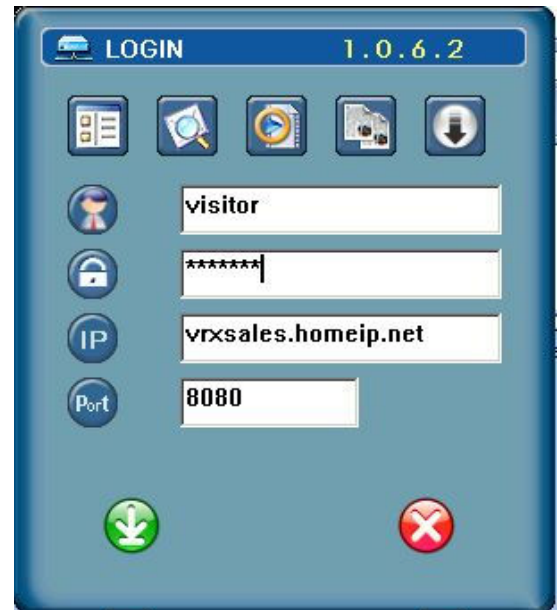 LOGIN 1.0.6.2
visitor
*******
IP vrxsales.homeip.net
Port 8080